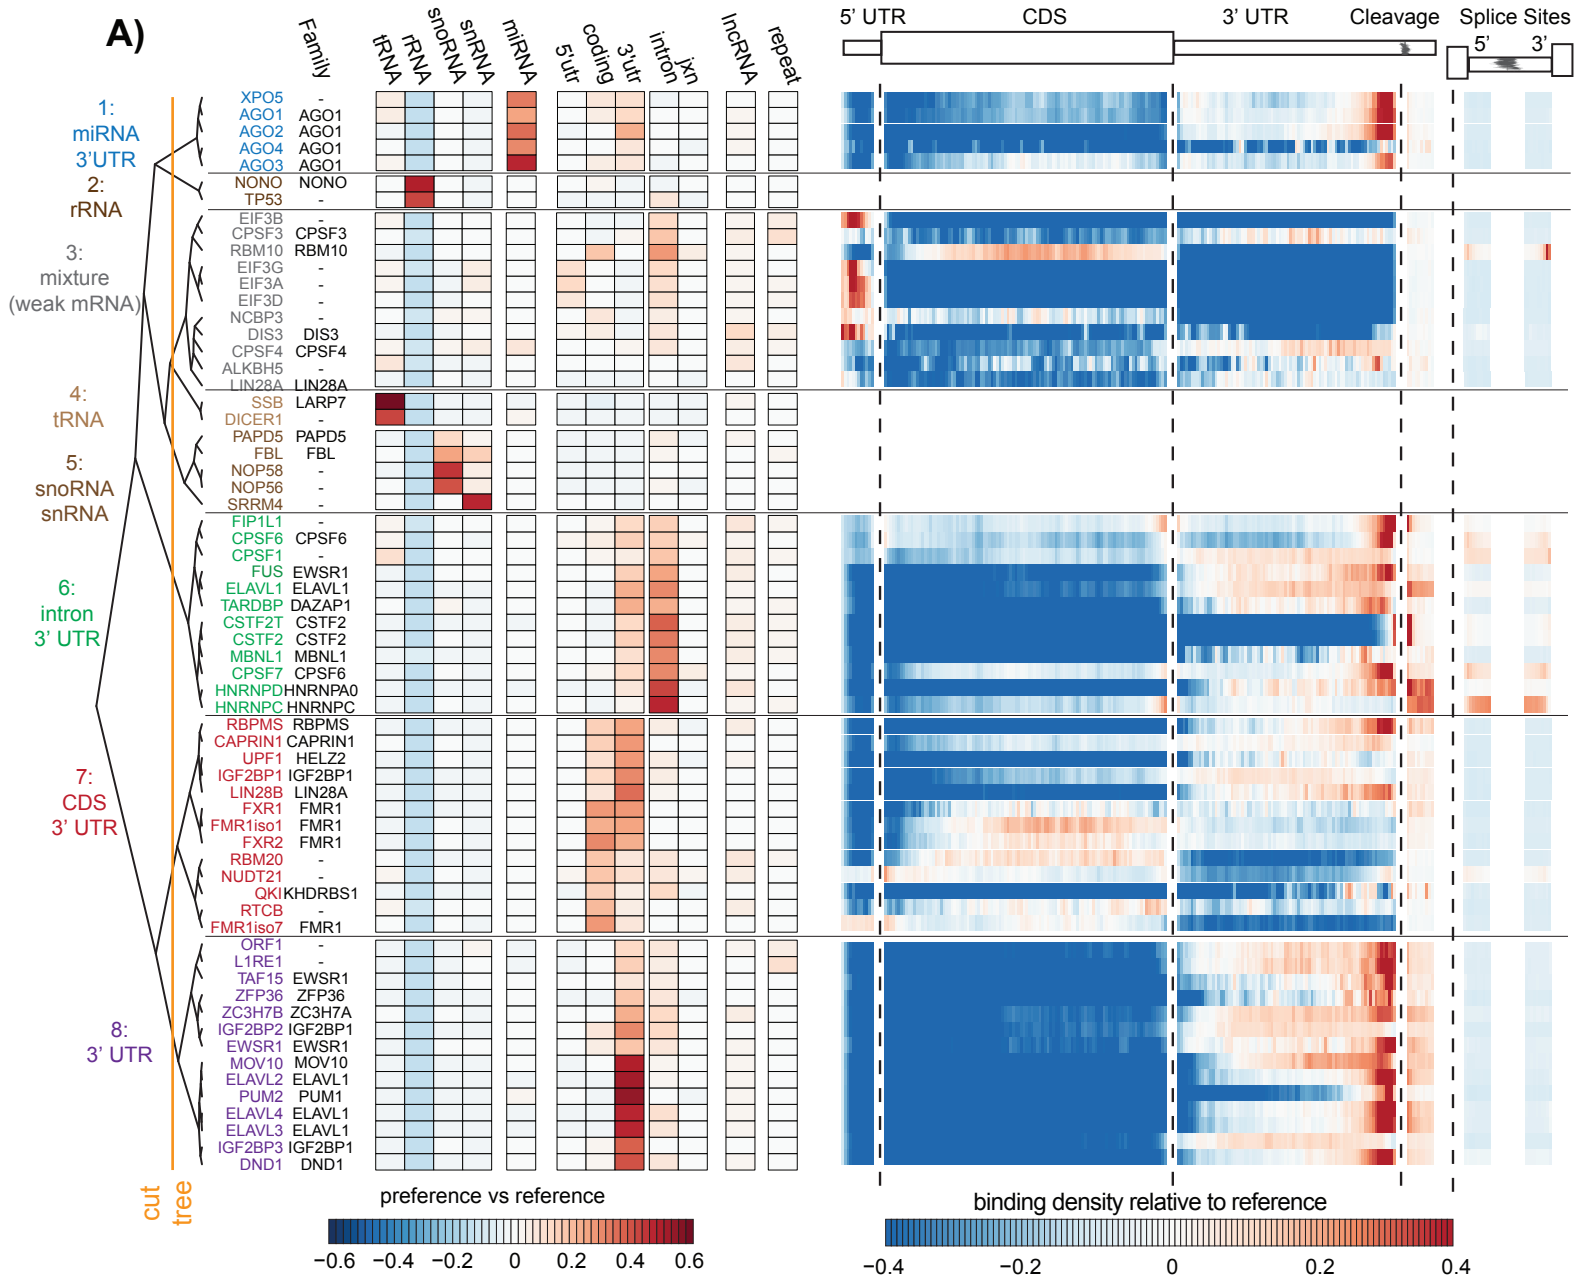 A)
Family
tRNA
rRNA
snoRNA
snRNA
miRNA
5'utr
coding
3'utr
intron
jxn
lncRNA
repeat
5' UTR
CDS
3' UTR
Cleavage
Splice Sites
5'
3'
1:
miRNA
3'UTR
XPO5 -
AGO1 AGO1
AGO2 AGO1
AGO4 AGO1
AGO3 AGO1
2:
rRNA
NONO NONO
TP53 -
3:
mixture
(weak mRNA)
EIF3B -
CPSF3 CPSF3
RBM10 RBM10
EIF3G -
EIF3A -
EIF3D -
NCBP3 -
DIS3 DIS3
CPSF4 CPSF4
ALKBH5 -
LIN28A LIN28A
4:
tRNA
SSB LARP7
DICER1 -
5:
snoRNA
snRNA
PAPD5 PAPD5
FBL FBL
NOP58 -
NOP56 -
SRRM4 -
6:
intron
3' UTR
FIP1L1 -
CPSF6 CPSF6
CPSF1 -
FUS EWSR1
ELAVL1 ELAVL1
TARDBP DAZAP1
CSTF2T CSTF2
CSTF2 CSTF2
MBNL1 MBNL1
CPSF7 CPSF6
HNRNPD HNRNPA0
HNRNPC HNRNPC
7:
CDS
3' UTR
RBPMS RBPMS
CAPRIN1 CAPRIN1
UPF1 HELZ2
IGF2BP1 IGF2BP1
LIN28B LIN28A
FXR1 FMR1
FMR1iso1 FMR1
FXR2 FMR1
RBM20 -
NUDT21 -
QKI KHDRBS1
RTCB -
FMR1iso7 FMR1
8:
3' UTR
ORF1 -
L1RE1 -
TAF15 EWSR1
ZFP36 ZFP36
ZC3H7B ZC3H7A
IGF2BP2 IGF2BP1
EWSR1 EWSR1
MOV10 MOV10
ELAVL2 ELAVL1
PUM2 PUM1
ELAVL4 ELAVL1
ELAVL3 ELAVL1
IGF2BP3 IGF2BP1
DND1 DND1
cut
tree
preference vs reference
−0.6 −0.4 −0.2 0 0.2 0.4 0.6
binding density relative to reference
−0.4 −0.2 0 0.2 0.4